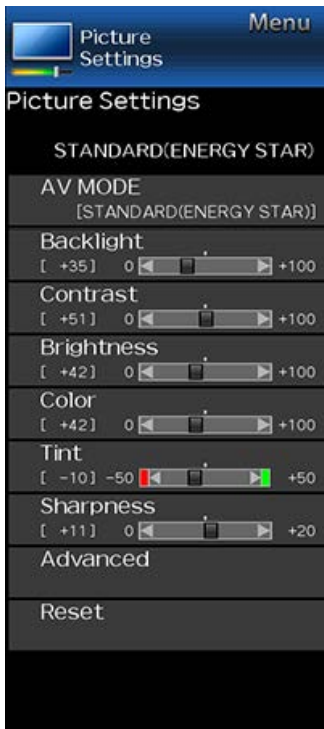 Menu
Picture
Settings
Picture Settings
STANDARD(ENERGY STAR)
AV MODE
[STANDARD(ENERGY STAR)]
Backlight
[ +35] 0 +100
Contrast
[ +51] 0 +100
Brightness
[ +42] 0 +100
Color
[ +42] 0 +100
Tint
[ -10] -50 +50
Sharpness
[ +11] 0 +20
Advanced
Reset